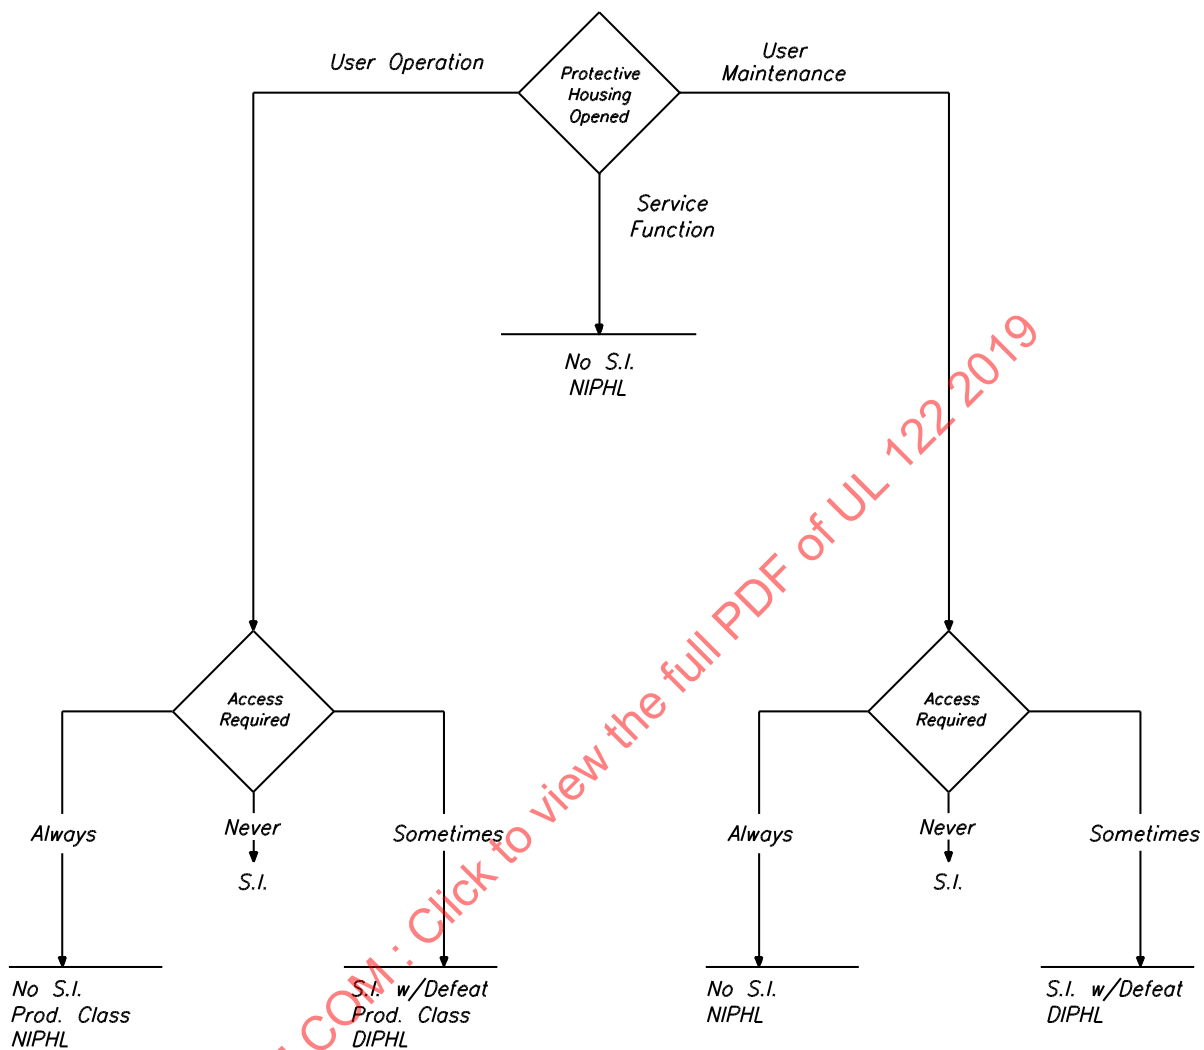 User Operation
Protective
Housing
Opened
User
Maintenance
Service
Function
No S.I.
NIPHL
Access
Required
Always
Never
Sometimes
S.I.
No S.I.
Prod. Class
NIPHL
S.I. w/Defeat
Prod. Class
DIPHL
Access
Required
Always
Never
Sometimes
S.I.
No S.I.
NIPHL
S.I. w/Defeat
DIPHL
.COM : Click to view the full PDF of UL 122 2019